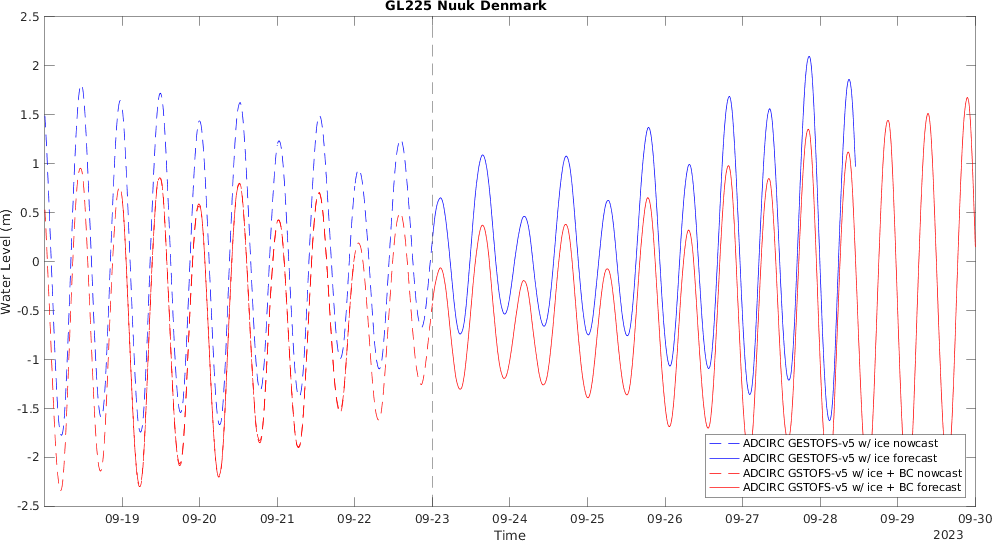 GL225 Nuuk Denmark
2.5
2
1.5
1
0.5
0
-0.5
-1
-1.5
-2
-2.5
Water Level (m)
ADCIRC GESTOFS-v5 w/ ice nowcast
ADCIRC GESTOFS-v5 w/ ice forecast
ADCIRC GSTOFS-v5 w/ ice + BC nowcast
ADCIRC GSTOFS-v5 w/ ice + BC forecast
09-19 09-20 09-21 09-22 09-23 09-24 09-25 09-26 09-27 09-28 09-29 09-30
Time
2023